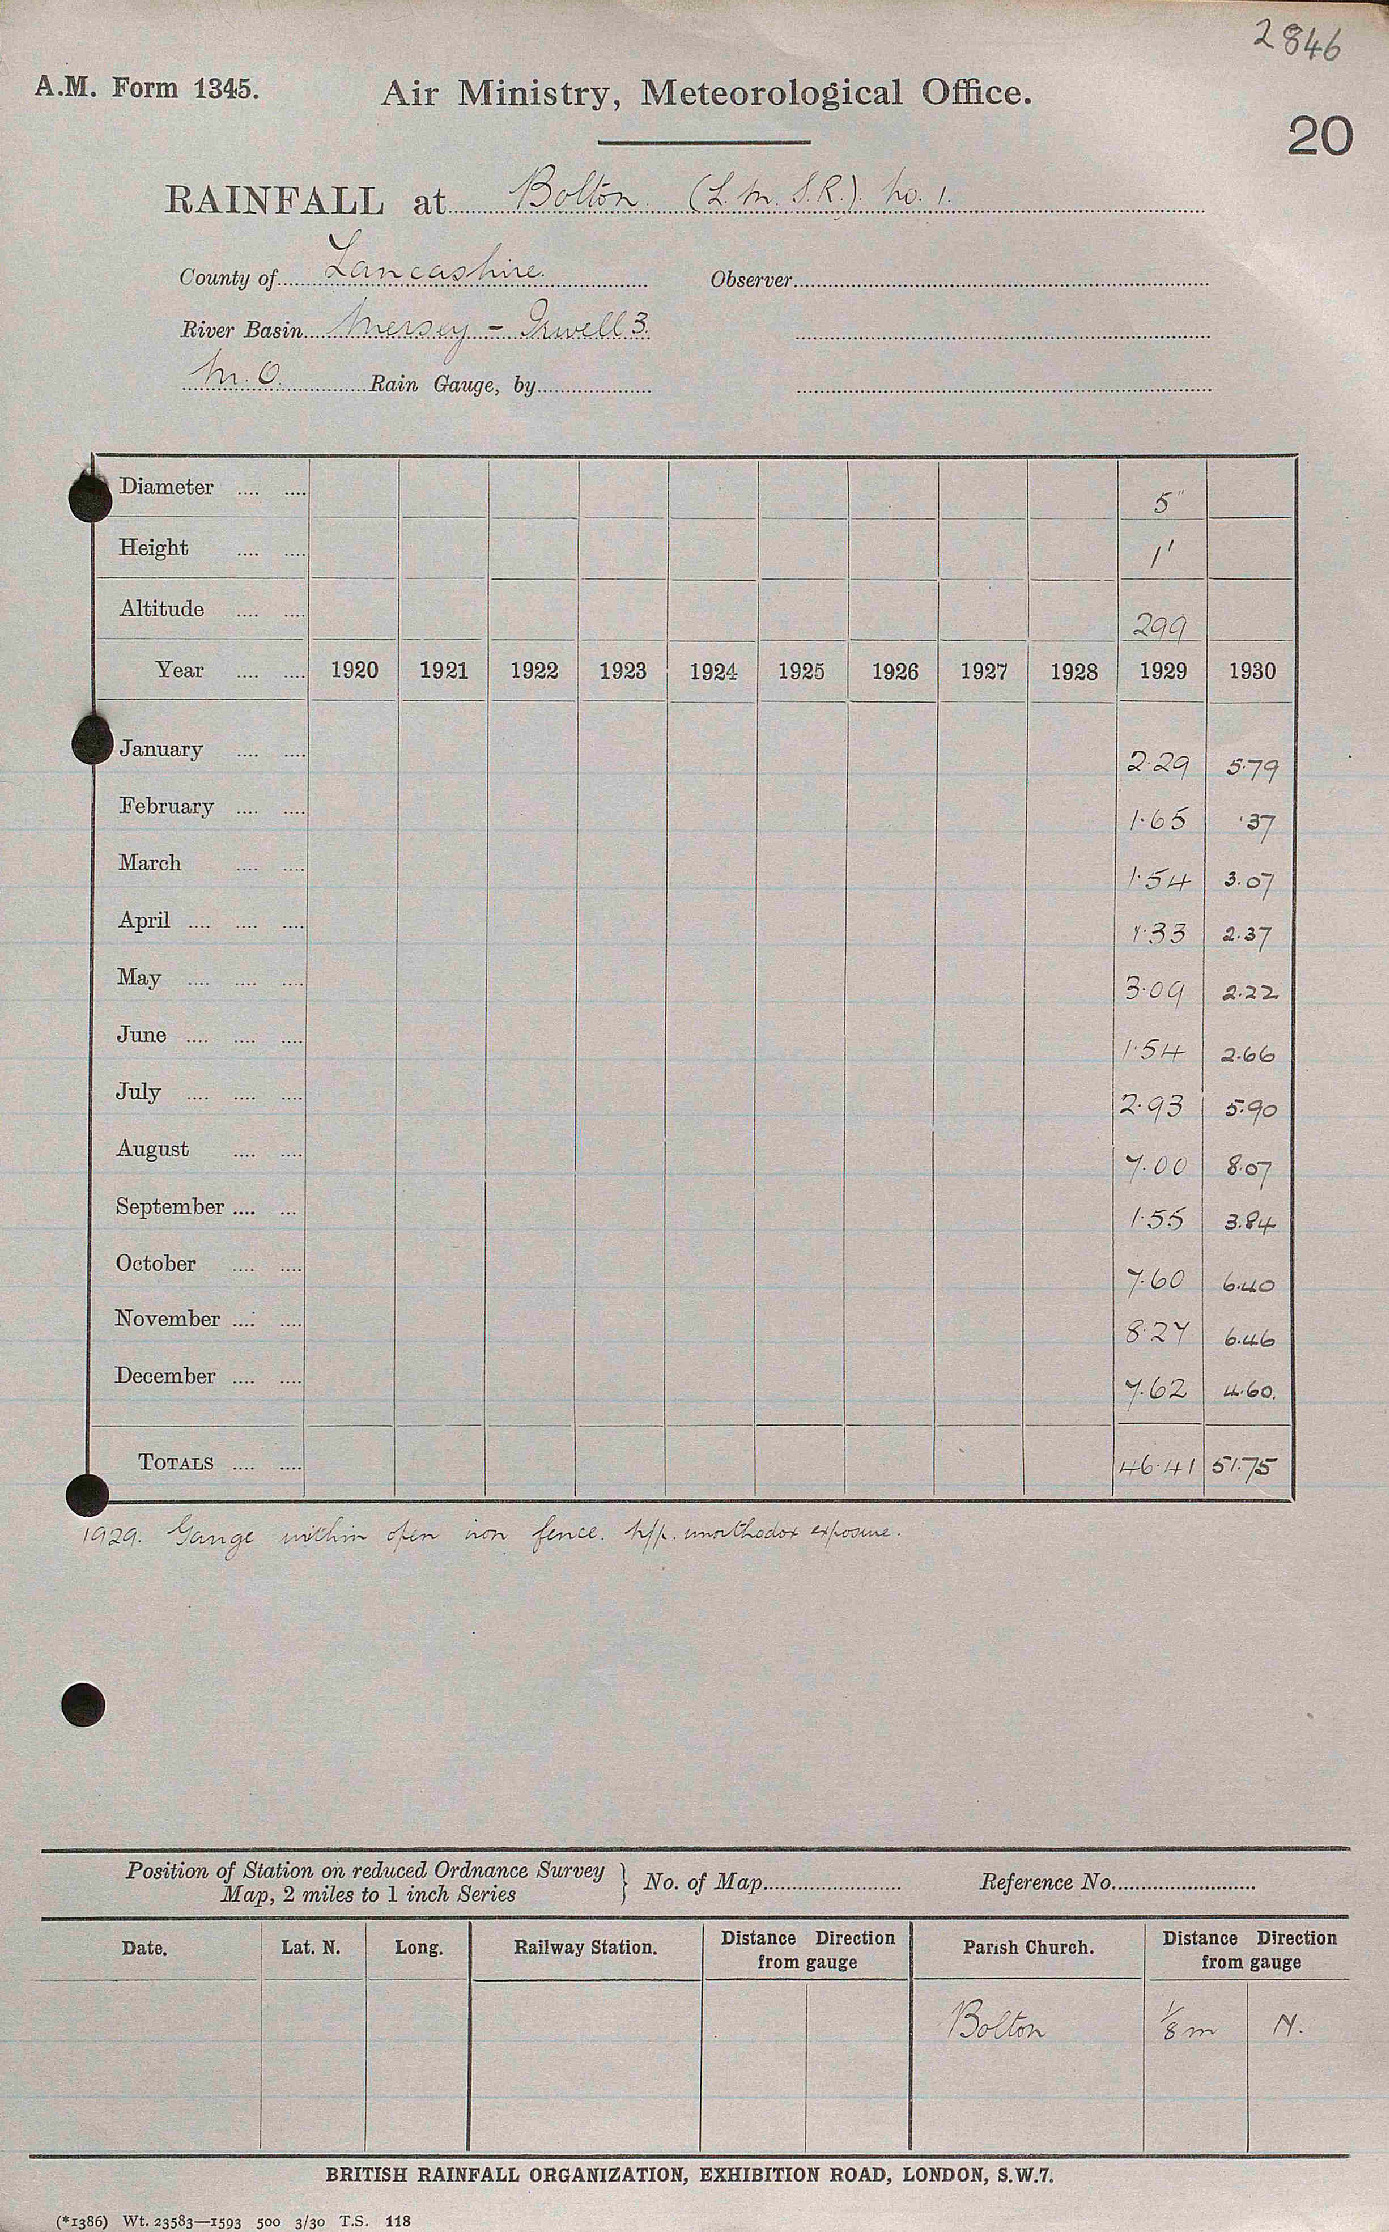 2846
A.M. Form 1345. Air Ministry, Meteorological Office.
20
RAINFALL at Bolton (L.M.S.R.) No. 1.
County of Lancashire. Observer
River Basin Mersey - Irwell 3.
M.O. Rain Gauge, by
Diameter .... .... 5"
Height .... .... 1'
Altitude .... .... 299
Year .... .... 1920 1921 1922 1923 1924 1925 1926 1927 1928 1929 1930
January .... .... 2.29 5.79
February .... .... 1.65 .37
March .... .... 1.54 3.07
April .... .... .... 1.33 2.37
May .... .... .... 3.09 2.22
June .... .... .... 1.54 2.66
July .... .... .... 2.93 5.90
August .... .... 7.00 8.07
September .... ... 1.55 3.84
October .... .... 7.60 6.40
November .... .... 8.27 6.46
December .... .... 7.62 4.60.
TOTALS .... .... 46.41 51.75
1929. Gauge within open iron fence. unorthodox exposure.
Position of Station on reduced Ordnance Survey } No. of Map Reference No.
Map, 2 miles to 1 inch Series
Date. Lat. N. Long. Railway Station. Distance Direction from gauge Parish Church. Distance Direction from gauge
Bolton 1/8 m N.
BRITISH RAINFALL ORGANIZATION, EXHIBITION ROAD, LONDON, S.W.7.
(*1386) Wt. 23583—1593 500 3/30 T.S. 118